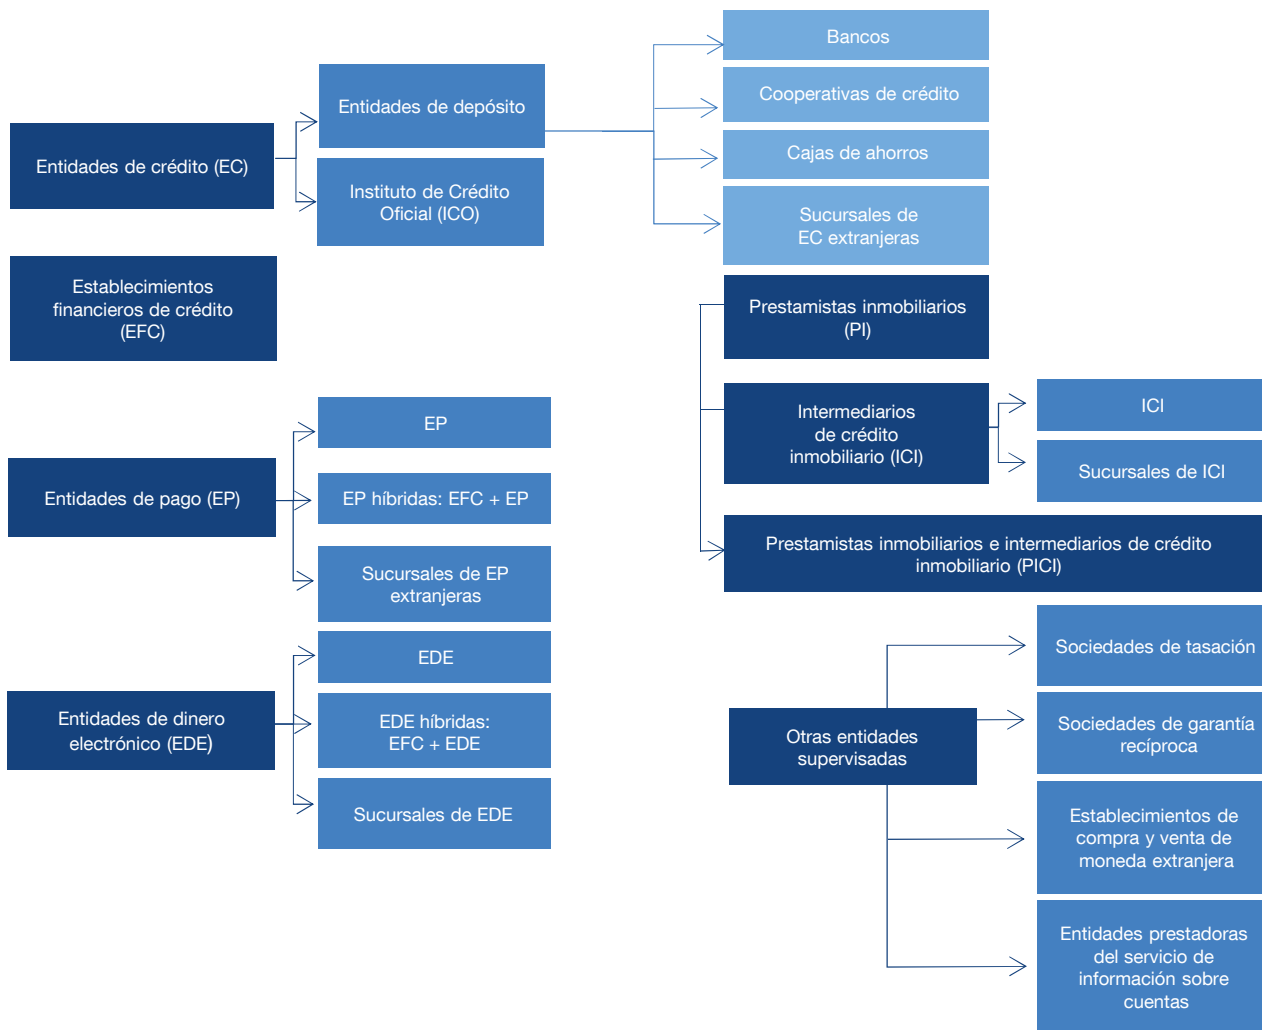 Entidades de crédito (EC)
Entidades de depósito
Instituto de Crédito
Oficial (ICO)
Bancos
Cooperativas de crédito
Cajas de ahorros
Sucursales de
EC extranjeras
Establecimientos
financieros de crédito
(EFC)
Entidades de pago (EP)
EP
EP híbridas: EFC + EP
Sucursales de EP
extranjeras
Entidades de dinero
electrónico (EDE)
EDE
EDE híbridas:
EFC + EDE
Sucursales de EDE
Prestamistas inmobiliarios
(PI)
Intermediarios
de crédito
inmobiliario (ICI)
ICI
Sucursales de ICI
Prestamistas inmobiliarios e intermediarios de crédito
inmobiliario (PICI)
Otras entidades
supervisadas
Sociedades de tasación
Sociedades de garantía
recíproca
Establecimientos de
compra y venta de
moneda extranjera
Entidades prestadoras
del servicio de
información sobre
cuentas